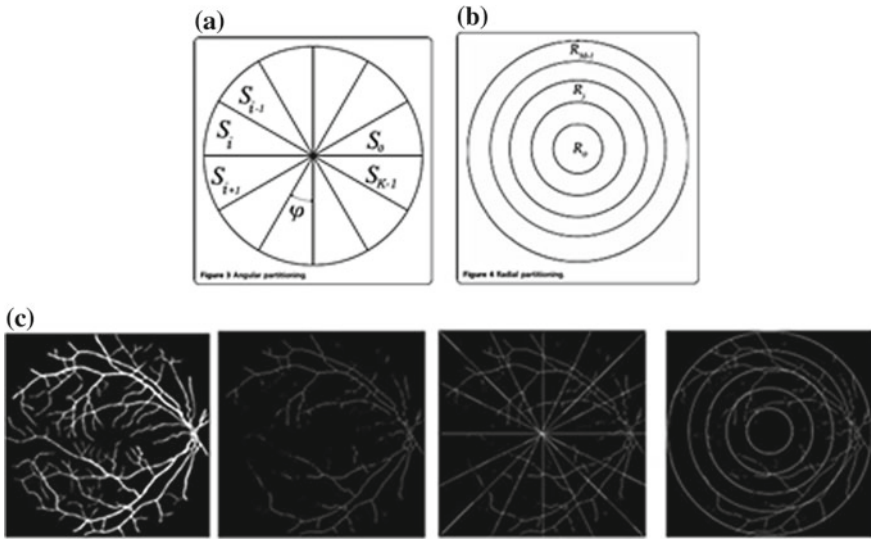 (a)
(b)
S_{i-1}
S_i
S_0
S_{i+1}
S_{K-1}
φ
Figure 3 Angular partitioning.
R_{M-1}
R_j
R_0
Figure 4 Radial partitioning.
(c)